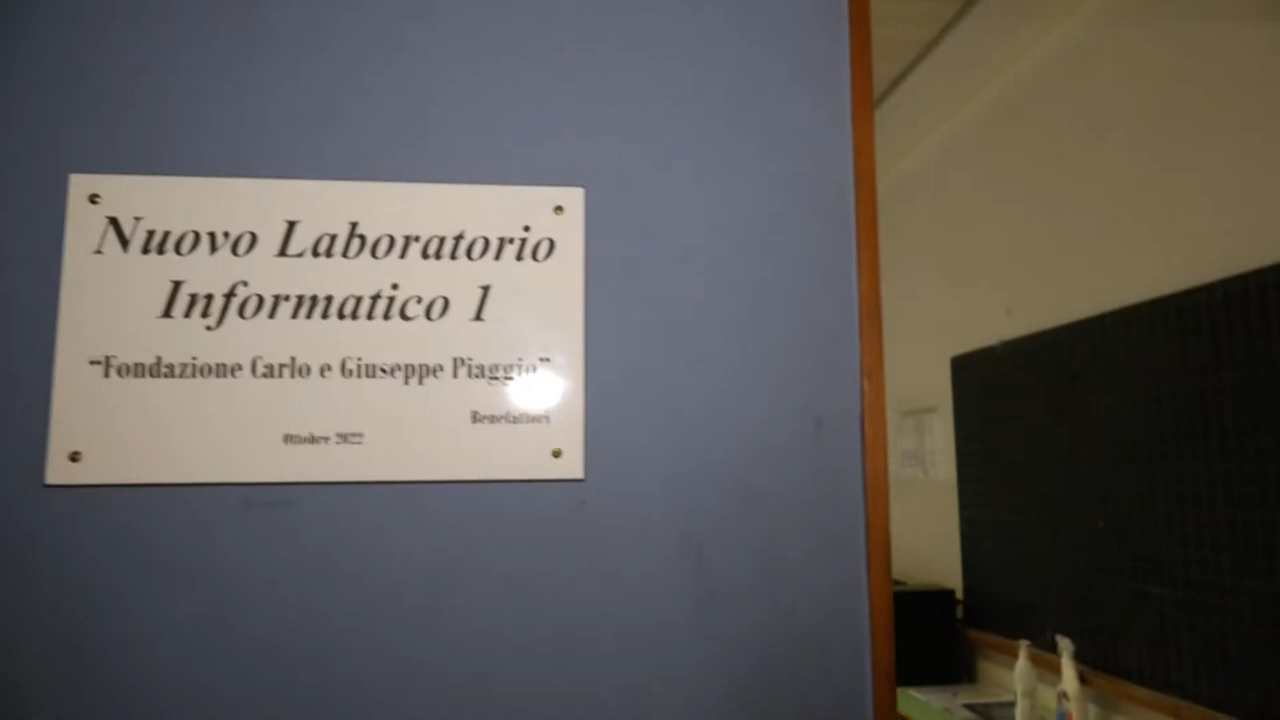 Nuovo Laboratorio
Informatico 1
“Fondazione Carlo e Giuseppe Piaggio”
Benefattori
Ottobre 2022